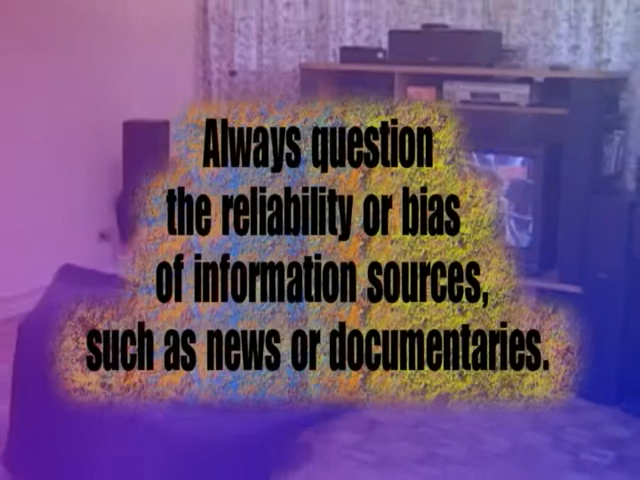 Always question
the reliability or bias
of information sources,
such as news or documentaries.